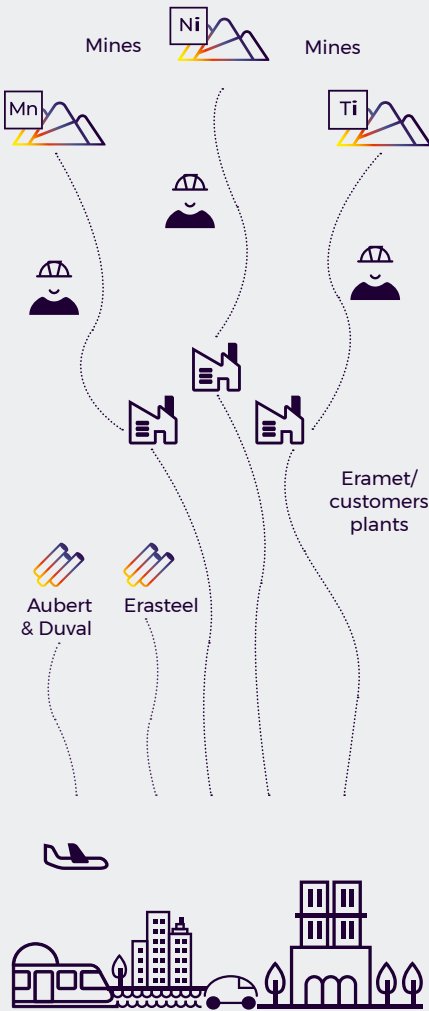 Ni
Mines
Mines
Mn
Ti
Eramet/
customers
plants
Aubert
& Duval
Erasteel